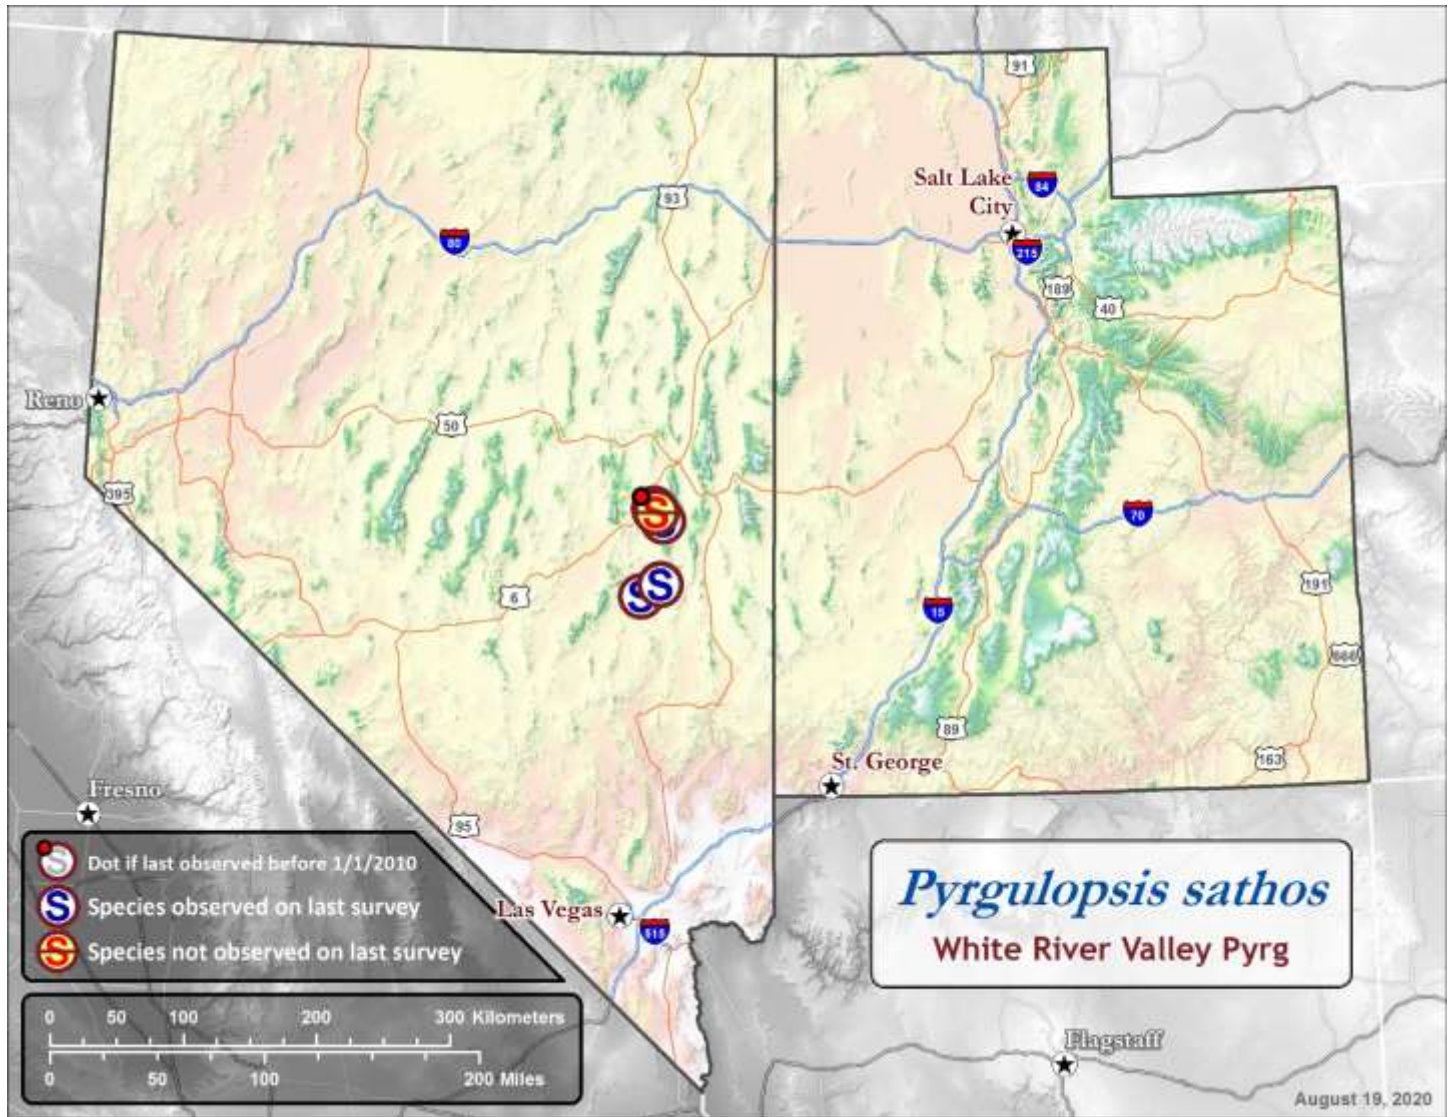 91
Salt Lake
City
84
93
80
215
189
40
Reno
50
395
S
S
S
70
6
191
15
666
89
163
St. George
Fresno
95
Las Vegas
515
S Dot if last observed before 1/1/2010
S Species observed on last survey
S Species not observed on last survey
Pyrgulopsis sathos
White River Valley Pyrg
0 50 100 200 300 Kilometers
0 50 100 200 Miles
Flagstaff
August 19, 2020